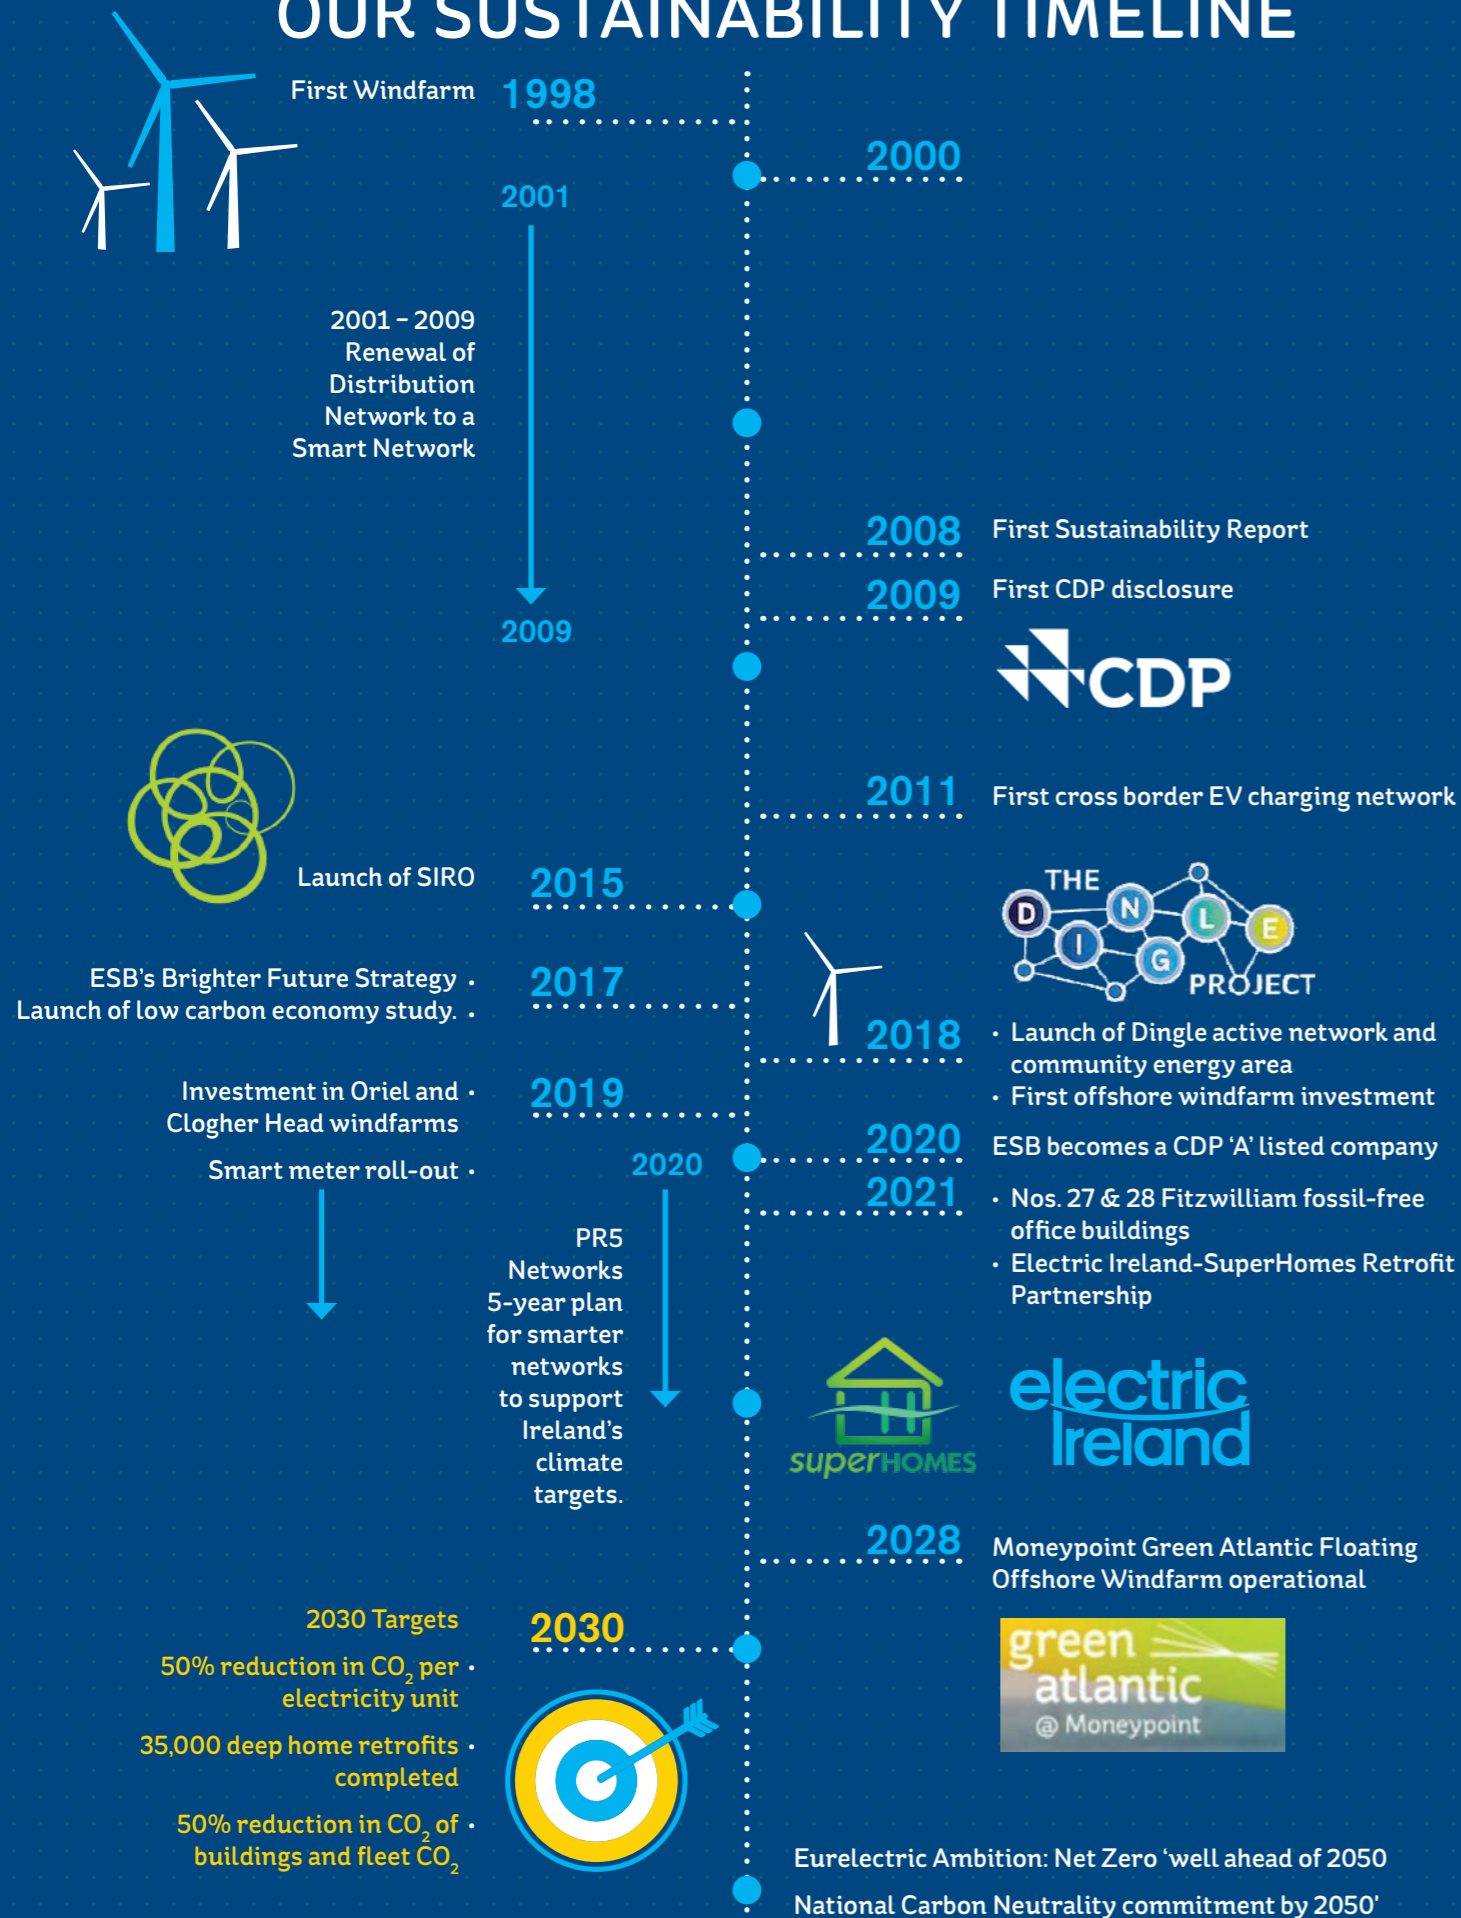 OUR SUSTAINABILITY TIMELINE
First Windfarm 1998
2000
2001
2001 – 2009
Renewal of
Distribution
Network to a
Smart Network
2009
2008 First Sustainability Report
2009 First CDP disclosure
CDP
2011 First cross border EV charging network
Launch of SIRO 2015
THE
DINGLE
PROJECT
ESB's Brighter Future Strategy •
Launch of low carbon economy study. •
2017
2018
• Launch of Dingle active network and
community energy area
• First offshore windfarm investment
Investment in Oriel and •
Clogher Head windfarms
2019
Smart meter roll-out •
2020 ESB becomes a CDP ‘A’ listed company
2021
• Nos. 27 & 28 Fitzwilliam fossil-free
office buildings
• Electric Ireland-SuperHomes Retrofit
Partnership
2020
PR5
Networks
5-year plan
for smarter
networks
to support
Ireland's
climate
targets.
superHOMES
electric
Ireland
2028
Moneypoint Green Atlantic Floating
Offshore Windfarm operational
green
atlantic
@ Moneypoint
2030 Targets
2030
50% reduction in CO₂ per •
electricity unit
35,000 deep home retrofits •
completed
50% reduction in CO₂ of •
buildings and fleet CO₂
Eurelectric Ambition: Net Zero ‘well ahead of 2050
National Carbon Neutrality commitment by 2050’